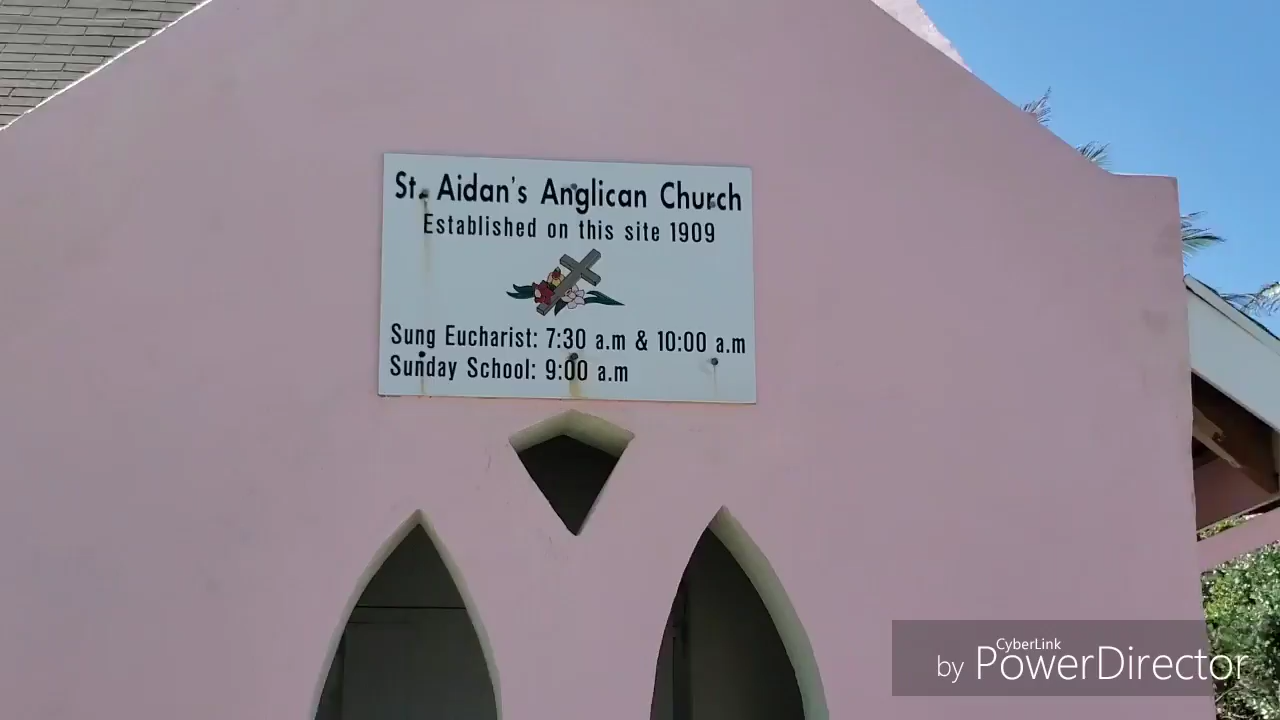 St. Aidan's Anglican Church
Established on this site 1909
Sung Eucharist: 7:30 a.m & 10:00 a.m
Sunday School: 9:00 a.m
CyberLink
by PowerDirector